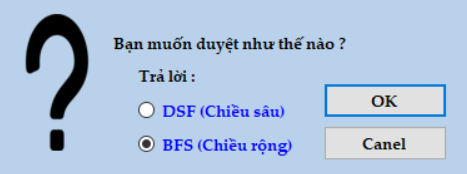 Bạn muốn duyệt như thế nào ?
Trả lời :
DSF (Chiều sâu)
OK
BFS (Chiều rộng)
Canel